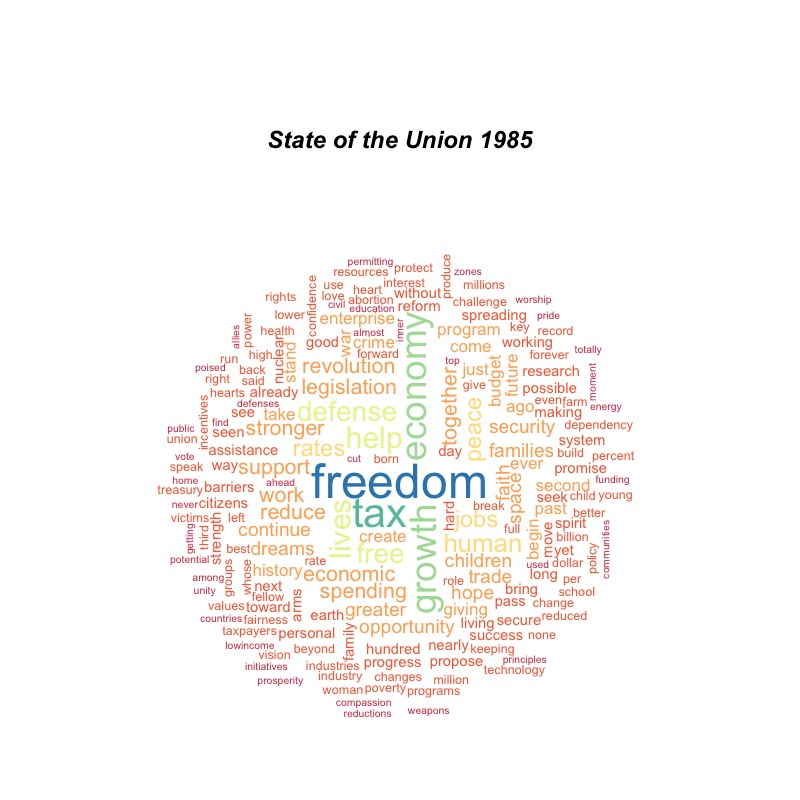 State of the Union 1985
permitting
resources protect
zones
produce
use heart interest millions
rights confidence love abortion without challenge worship
civil education reform spreading pride
lower enterprise economy program key record
power allies health war almost inner come working
good crime forward forever totally
run high nuclear stand revolution top just budget future research
poised back
right said legislation together give possible moment
hearts already defense peace ago even farm energy
defenses see take making
incentives find stronger help security dependency
public seen
union rates day families system
vote assistance build percent
speak way support cut born ever promise
home ahead freedom faith space second funding
treasury barriers work seek child young
never citizens reduce lives tax growth hard break past better
victims left jobs full begin move spirit
getting third strength continue create human billion communities
best dreams free yet policy
potential rate children used dollar
among groups whose history economic role trade long per
unity next spending hope bring school
fellow arms
values toward greater giving pass change
countries fairness earth living secure reduced
taxpayers personal family opportunity success none
lowincome beyond hundred nearly keeping
vision industries progress propose principles
initiatives industry changes million technology
prosperity woman poverty programs
compassion
reductions weapons